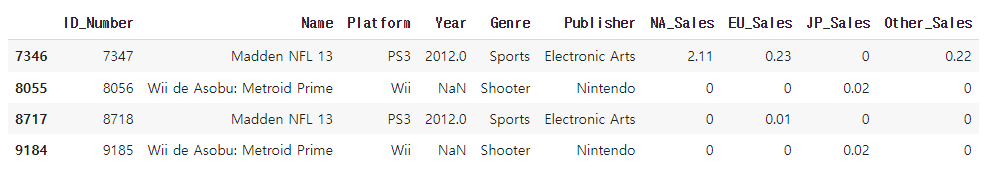 ID_Number Name Platform Year Genre Publisher NA_Sales EU_Sales JP_Sales Other_Sales
7346 7347 Madden NFL 13 PS3 2012.0 Sports Electronic Arts 2.11 0.23 0 0.22
8055 8056 Wii de Asobu: Metroid Prime Wii NaN Shooter Nintendo 0 0 0.02 0
8717 8718 Madden NFL 13 PS3 2012.0 Sports Electronic Arts 0 0.01 0 0
9184 9185 Wii de Asobu: Metroid Prime Wii NaN Shooter Nintendo 0 0 0.02 0